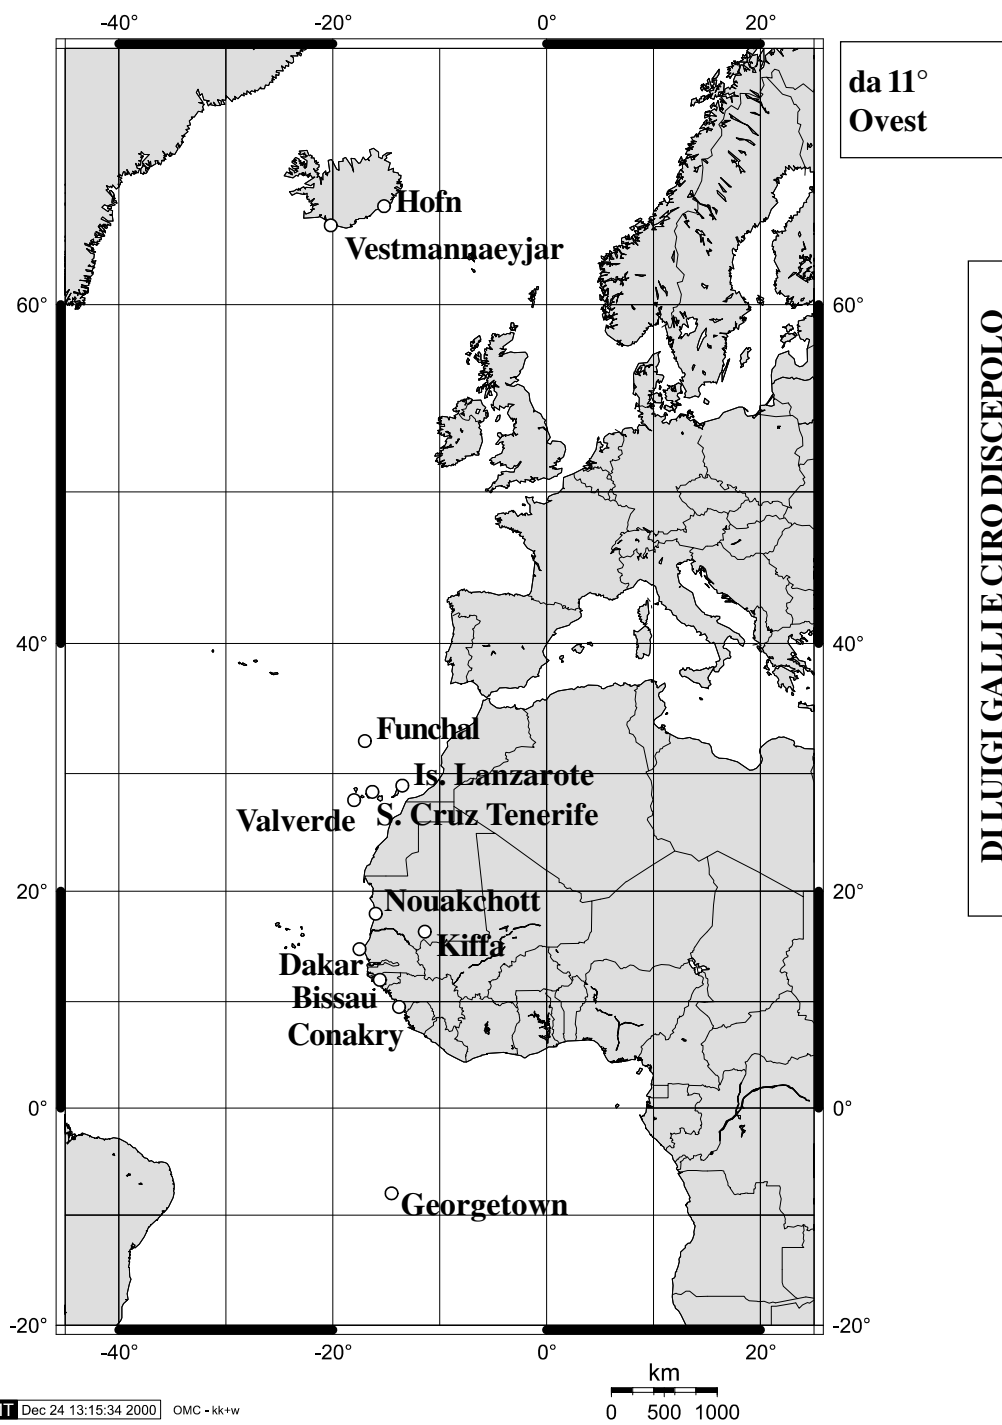 -40° -20° 0° 20°
da 11°
Ovest
Hofn
Vestmannaeyjar
60° 60°
DI LUIGI GALLI E CIRO DISCEPOLO
40° 40°
Funchal
Is. Lanzarote
Valverde
S. Cruz Tenerife
20° 20°
Nouakchott
Kiffa
Dakar
Bissau
Conakry
0° 0°
Georgetown
-20° -20°
-40° -20° 0° 20°
km
0 500 1000
Dec 24 13:15:34 2000 OMC - kk+w